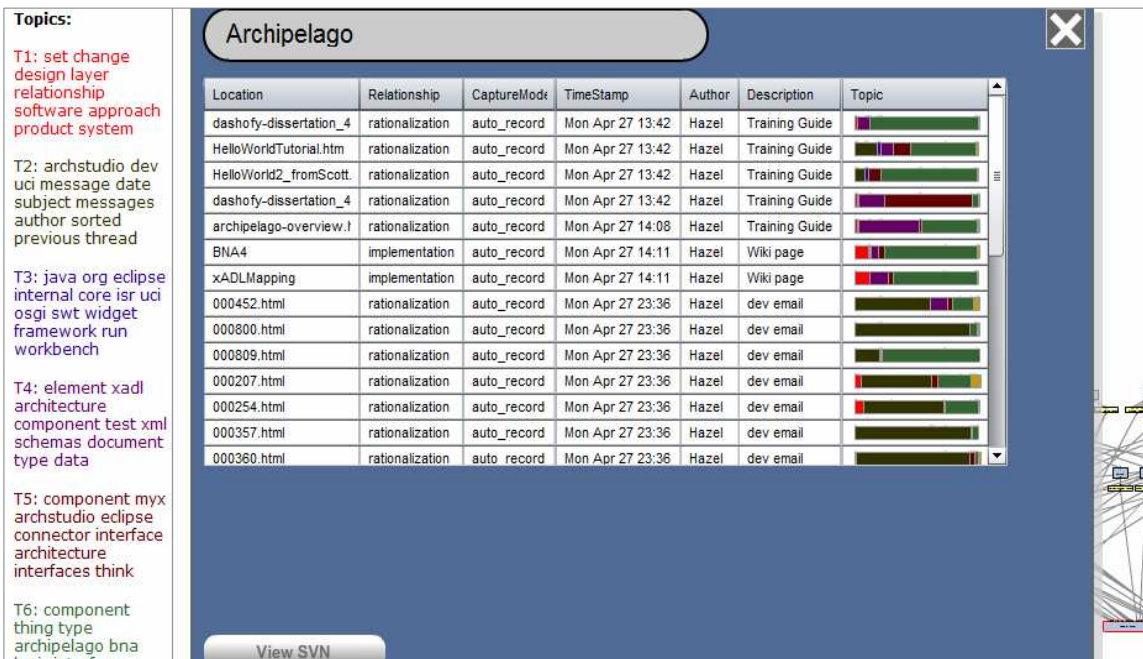 Topics:
T1: set change
design layer
relationship
software approach
product system
T2: archstudio dev
uci message date
subject messages
author sorted
previous thread
T3: java org eclipse
internal core isr uci
osgi swt widget
framework run
workbench
T4: element xadl
architecture
component test xml
schemas document
type data
T5: component myx
archstudio eclipse
connector interface
architecture
interfaces think
T6: component
thing type
archipelago bna
Archipelago
Location Relationship CaptureMode TimeStamp Author Description Topic
dashofy-dissertation_4 rationalization auto_record Mon Apr 27 13:42 Hazel Training Guide
HelloWorldTutorial.htm rationalization auto_record Mon Apr 27 13:42 Hazel Training Guide
HelloWorld2_fromScott. rationalization auto_record Mon Apr 27 13:42 Hazel Training Guide
dashofy-dissertation_4 rationalization auto_record Mon Apr 27 13:42 Hazel Training Guide
archipelago-overview.h rationalization auto_record Mon Apr 27 14:08 Hazel Training Guide
BNA4 implementation auto_record Mon Apr 27 14:11 Hazel Wiki page
xADLMapping implementation auto_record Mon Apr 27 14:11 Hazel Wiki page
000452.html rationalization auto_record Mon Apr 27 23:36 Hazel dev email
000800.html rationalization auto_record Mon Apr 27 23:36 Hazel dev email
000809.html rationalization auto_record Mon Apr 27 23:36 Hazel dev email
000207.html rationalization auto_record Mon Apr 27 23:36 Hazel dev email
000254.html rationalization auto_record Mon Apr 27 23:36 Hazel dev email
000357.html rationalization auto_record Mon Apr 27 23:36 Hazel dev email
000360.html rationalization auto_record Mon Apr 27 23:36 Hazel dev email
View SVN